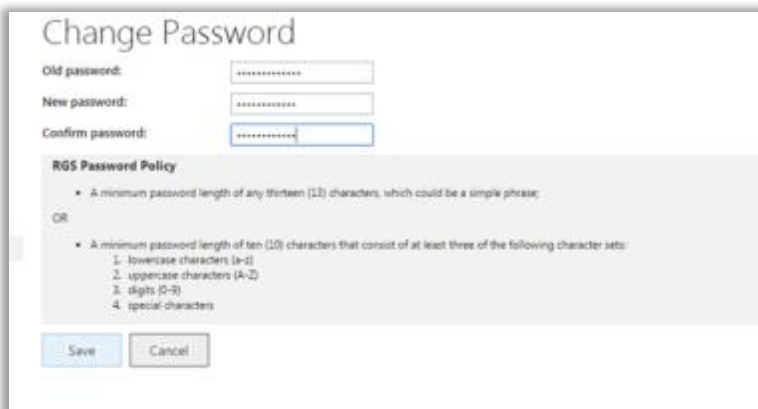 Change Password
Old password:
New password:
Confirm password:
RGS Password Policy
• A minimum password length of any thirteen (13) characters, which could be a simple phrase;
OR
• A minimum password length of ten (10) characters that consist of at least three of the following character sets:
1. lowercase characters (a-z)
2. uppercase characters (A-Z)
3. digits (0-9)
4. special characters
Save Cancel